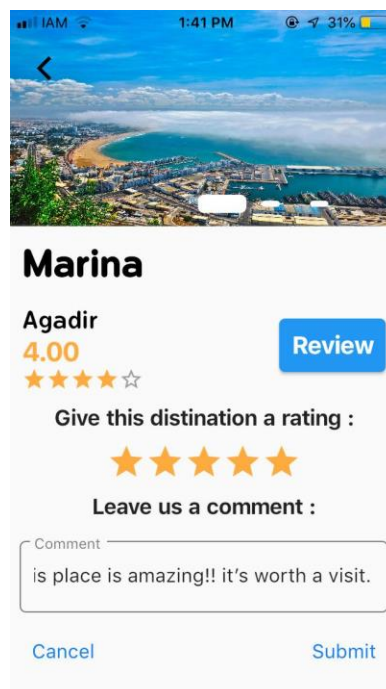 IAM 1:41 PM 31%
Marina
Agadir
4.00
Review
Give this distination a rating :
Leave us a comment :
Comment
is place is amazing!! it's worth a visit.
Cancel Submit